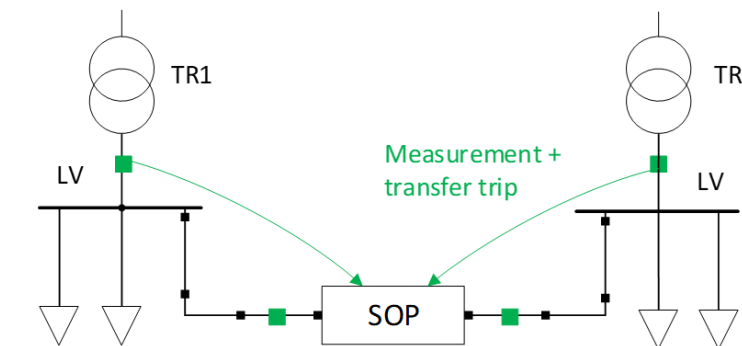 TR1
TR
Measurement +
transfer trip
LV
LV
SOP